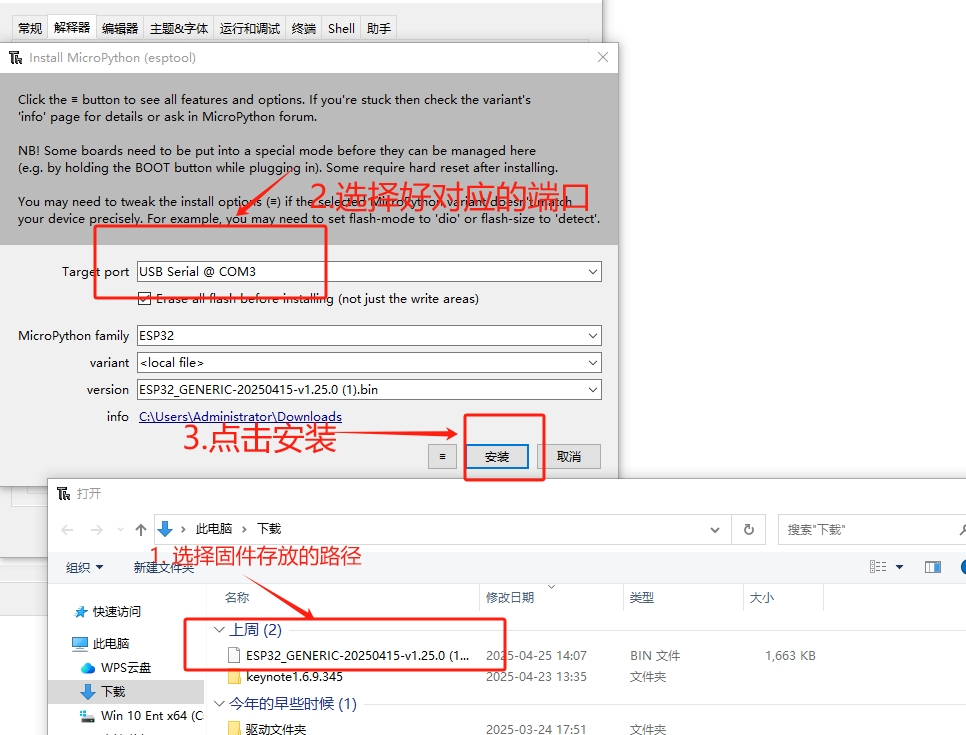 常规 解释器 编辑器 主题&字体 运行和调试 终端 Shell 助手
Install MicroPython (esptool)
Click the ≡ button to see all features and options. If you're stuck then check the variant's
'info' page for details or ask in MicroPython forum.
NB! Some boards need to be put into a special mode before they can be managed here
(e.g. by holding the BOOT button while plugging in). Some require hard reset after installing.
2.选择好对应的端口
You may need to tweak the install options (≡) if the selected MicroPython variant doesn't match
your device precisely. For example, you may need to set flash-mode to 'dio' or flash-size to 'detect'.
Target port USB Serial @ COM3
Erase all flash before installing (not just the write areas)
MicroPython family ESP32
variant <local file>
version ESP32_GENERIC-20250415-v1.25.0 (1).bin
info C:\Users\Administrator\Downloads
3.点击安装
≡ 安装 取消
打开
此电脑 › 下载 搜索"下载"
1. 选择固件存放的路径
组织 新建文件夹
名称 修改日期 类型 大小
快速访问
上周 (2)
此电脑
ESP32_GENERIC-20250415-v1.25.0 (1... 2025-04-25 14:07 BIN 文件 1,663 KB
WPS云盘
keynote1.6.9.345 2025-04-23 13:35 文件夹
下载
今年的早些时候 (1)
Win 10 Ent x64 (C
驱动文件夹 2025-03-24 17:51 文件夹